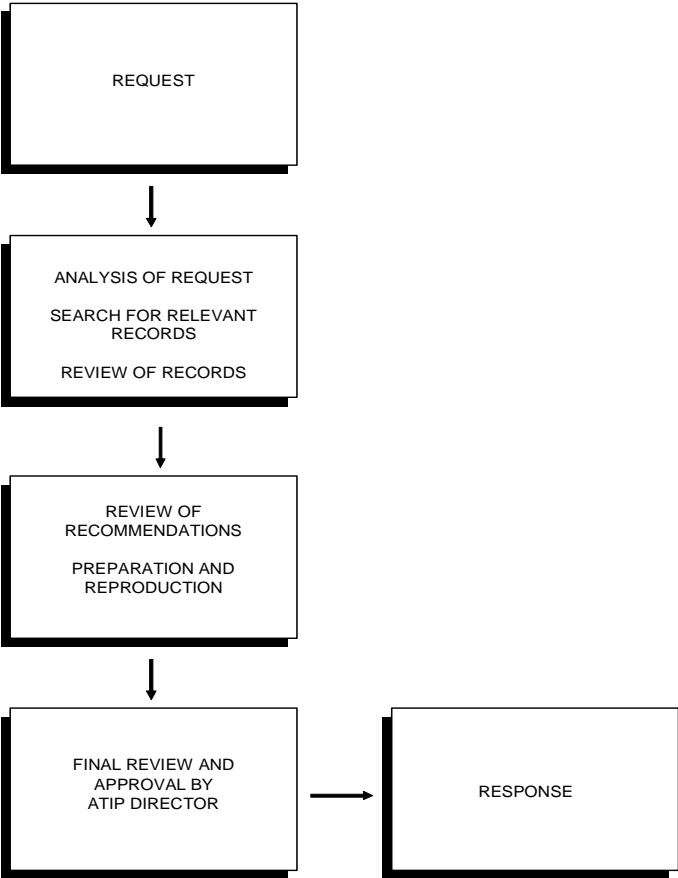 REQUEST
ANALYSIS OF REQUEST
SEARCH FOR RELEVANT
RECORDS
REVIEW OF RECORDS
REVIEW OF
RECOMMENDATIONS
PREPARATION AND
REPRODUCTION
FINAL REVIEW AND
APPROVAL BY
ATIP DIRECTOR
RESPONSE